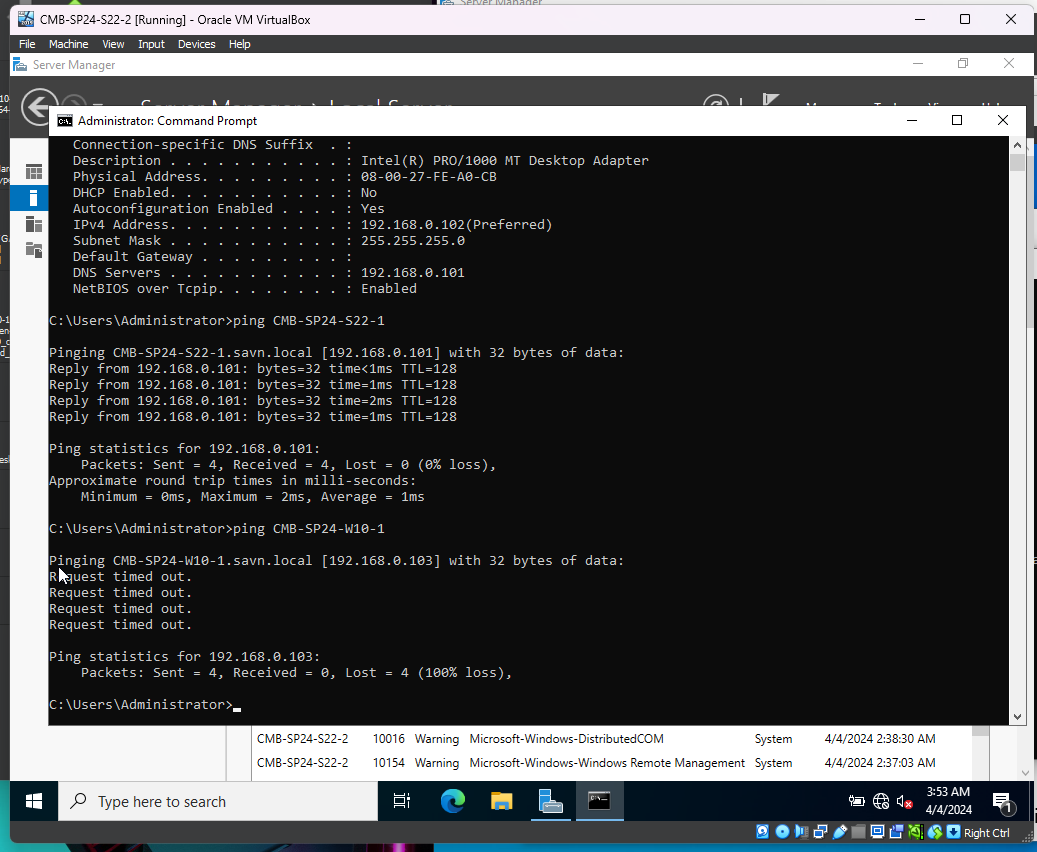 Server Manager
CMB-SP24-S22-2 [Running] - Oracle VM VirtualBox
File Machine View Input Devices Help
Server Manager
Administrator: Command Prompt
Connection-specific DNS Suffix . :
Description . . . . . . . . . . . : Intel(R) PRO/1000 MT Desktop Adapter
Physical Address. . . . . . . . . : 08-00-27-FE-A0-CB
DHCP Enabled. . . . . . . . . . . : No
Autoconfiguration Enabled . . . . : Yes
IPv4 Address. . . . . . . . . . . : 192.168.0.102(Preferred)
Subnet Mask . . . . . . . . . . . : 255.255.255.0
Default Gateway . . . . . . . . . :
DNS Servers . . . . . . . . . . . : 192.168.0.101
NetBIOS over Tcpip. . . . . . . . : Enabled
C:\Users\Administrator>ping CMB-SP24-S22-1
Pinging CMB-SP24-S22-1.savn.local [192.168.0.101] with 32 bytes of data:
Reply from 192.168.0.101: bytes=32 time<1ms TTL=128
Reply from 192.168.0.101: bytes=32 time=1ms TTL=128
Reply from 192.168.0.101: bytes=32 time=2ms TTL=128
Reply from 192.168.0.101: bytes=32 time=1ms TTL=128
Ping statistics for 192.168.0.101:
Packets: Sent = 4, Received = 4, Lost = 0 (0% loss),
Approximate round trip times in milli-seconds:
Minimum = 0ms, Maximum = 2ms, Average = 1ms
C:\Users\Administrator>ping CMB-SP24-W10-1
Pinging CMB-SP24-W10-1.savn.local [192.168.0.103] with 32 bytes of data:
Request timed out.
Request timed out.
Request timed out.
Request timed out.
Ping statistics for 192.168.0.103:
Packets: Sent = 4, Received = 0, Lost = 4 (100% loss),
C:\Users\Administrator>
CMB-SP24-S22-2 10016 Warning Microsoft-Windows-DistributedCOM System 4/4/2024 2:38:30 AM
CMB-SP24-S22-2 10154 Warning Microsoft-Windows-Windows Remote Management System 4/4/2024 2:37:03 AM
Type here to search
3:53 AM
4/4/2024
1
Right Ctrl